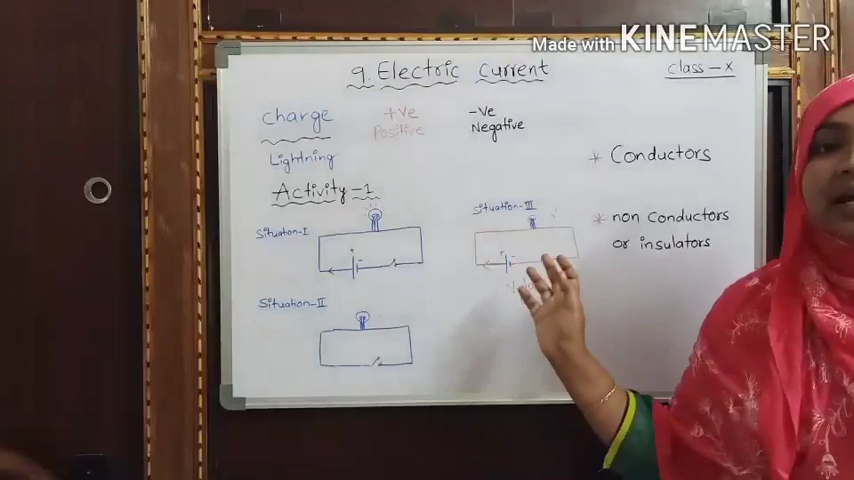 Made with KINEMASTER
9. Electric current
class - X
charge
+ve
Positive
-ve
Negative
Lightning
* Conductors
Activity-1
Situation-I
Situation-III
* non Conductors
or insulators
Situation-II